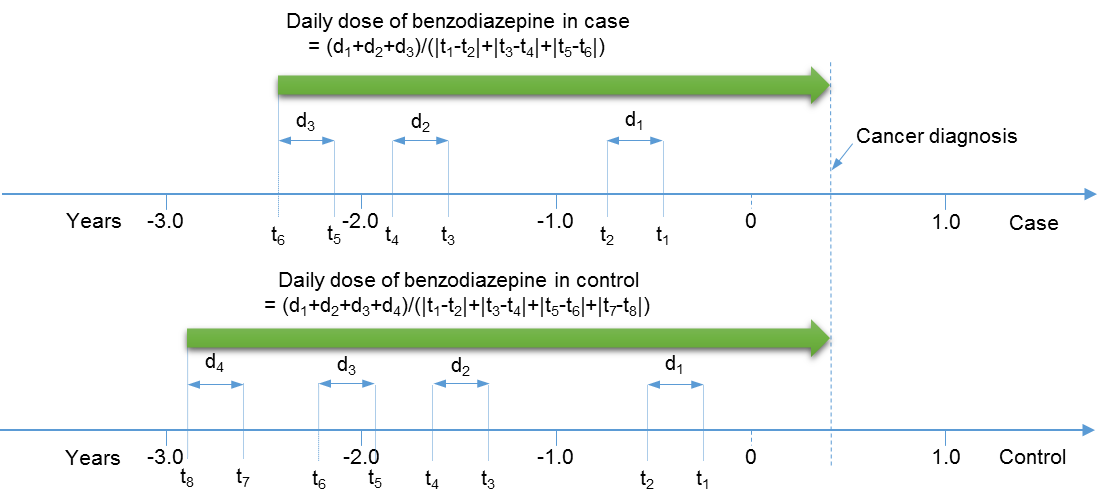 Daily dose of benzodiazepine in case
= (d₁+d₂+d₃)/(|t₁-t₂|+|t₃-t₄|+|t₅-t₆|)
d₃ d₂ d₁
Cancer diagnosis
Years -3.0 -2.0 -1.0 0 1.0 Case
t₆ t₅ t₄ t₃ t₂ t₁
Daily dose of benzodiazepine in control
= (d₁+d₂+d₃+d₄)/(|t₁-t₂|+|t₃-t₄|+|t₅-t₆|+|t₇-t₈|)
d₄ d₃ d₂ d₁
Years -3.0 -2.0 -1.0 0 1.0 Control
t₈ t₇ t₆ t₅ t₄ t₃ t₂ t₁